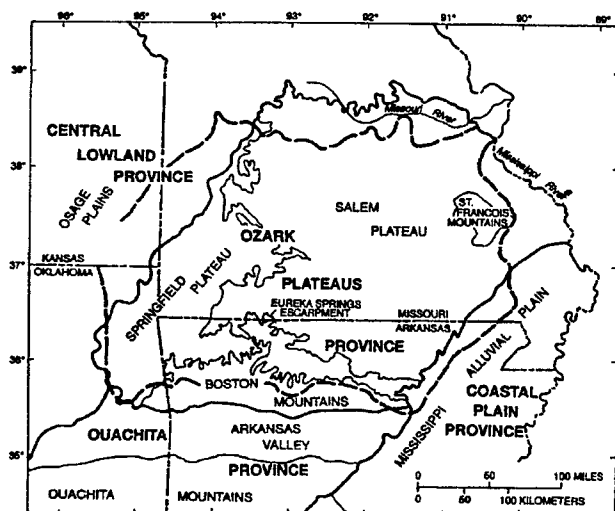 96° 95° 94° 93° 92° 91° 90° 89°
39°
Missouri River
CENTRAL
LOWLAND
PROVINCE
38°
OSAGE
PLAINS
Mississippi River
SALEM
PLATEAU
ST.
FRANCOIS
MOUNTAINS
OZARK
KANSAS
OKLAHOMA
37°
SPRINGFIELD PLATEAU
PLATEAUS
EUREKA SPRINGS
ESCARPMENT
MISSOURI
ARKANSAS
PROVINCE
36°
BOSTON
MOUNTAINS
MISSISSIPPI ALLUVIAL PLAIN
COASTAL
PLAIN
PROVINCE
OUACHITA
ARKANSAS
VALLEY
35°
PROVINCE
OUACHITA MOUNTAINS
0 50 100 MILES
0 50 100 KILOMETERS